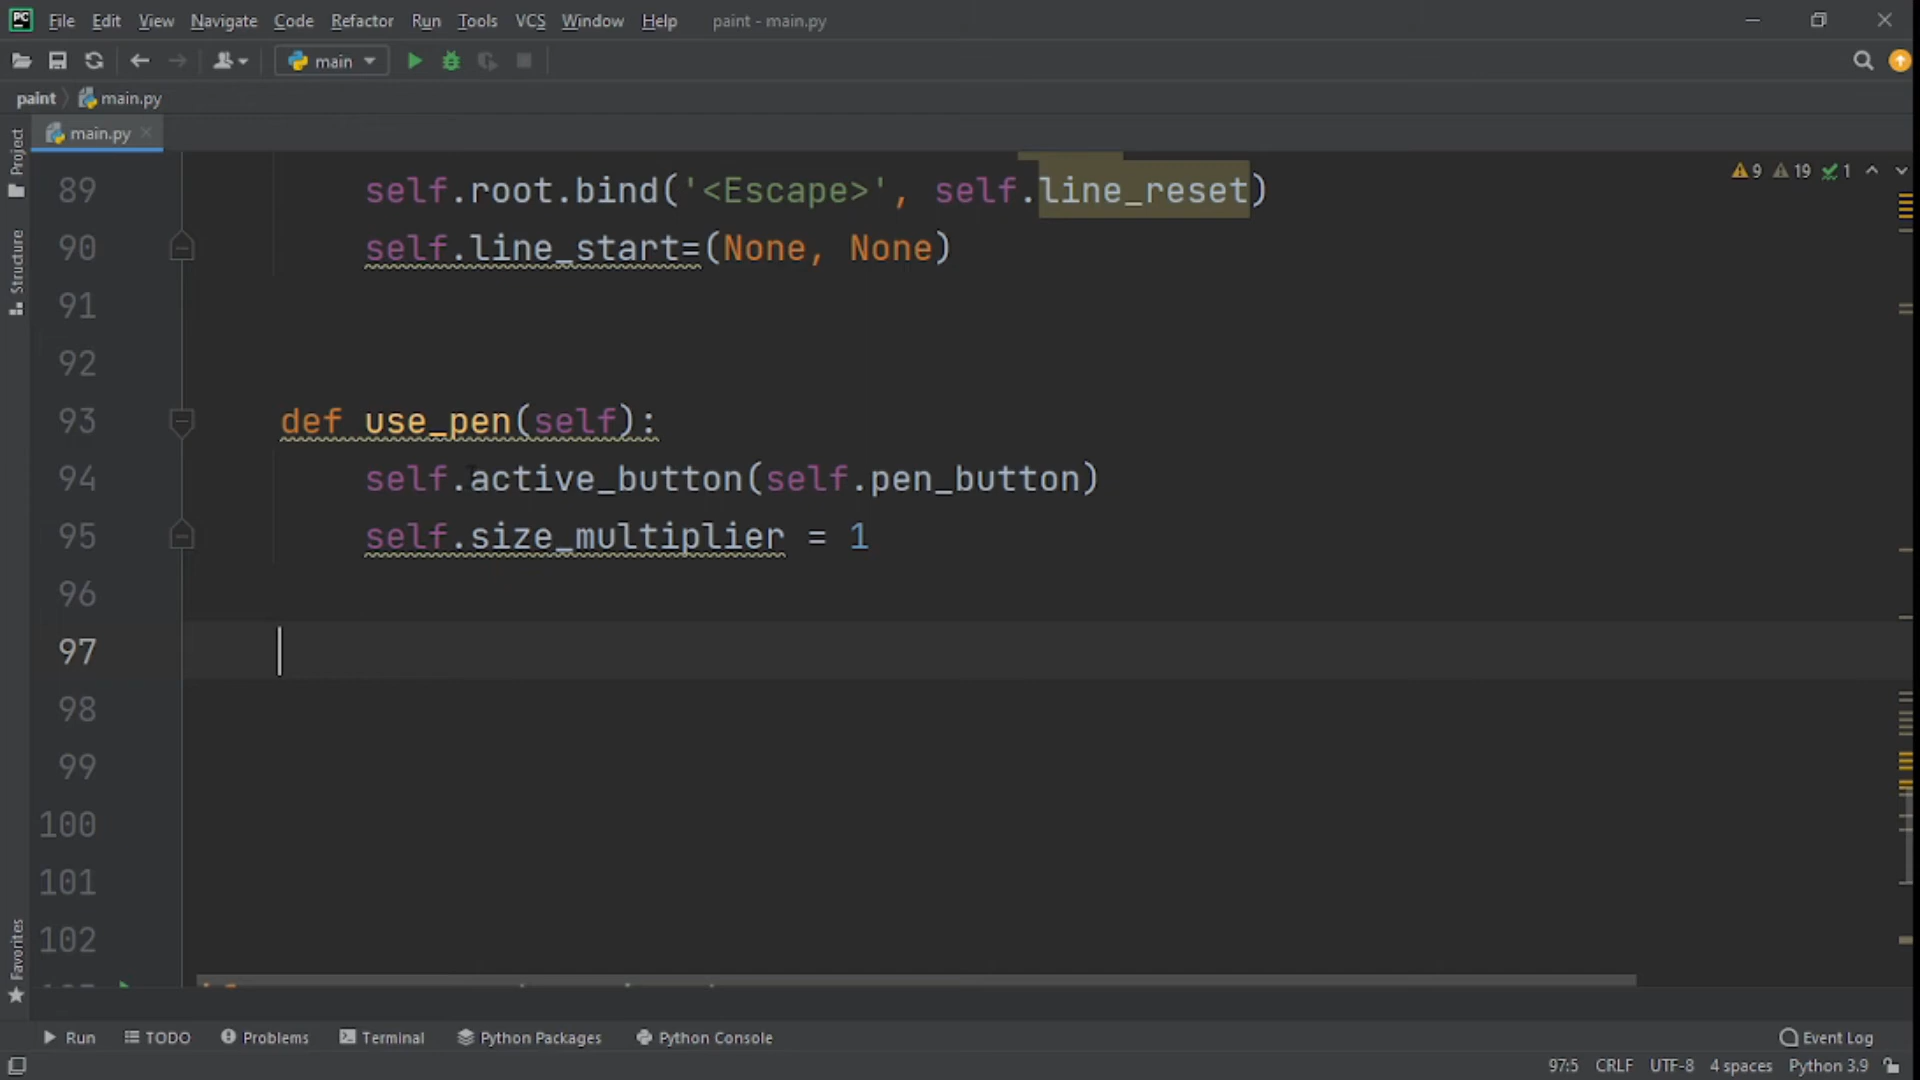 PC File Edit View Navigate Code Refactor Run Tools VCS Window Help paint - main.py
main
paint main.py
main.py
Project
Structure
Favorites
9 19 1
89 self.root.bind('<Escape>', self.line_reset)
90 self.line_start=(None, None)
91
92
93 def use_pen(self):
94 self.active_button(self.pen_button)
95 self.size_multiplier = 1
96
97
98
99
100
101
102
Run TODO Problems Terminal Python Packages Python Console Event Log
97:5 CRLF UTF-8 4 spaces Python 3.9